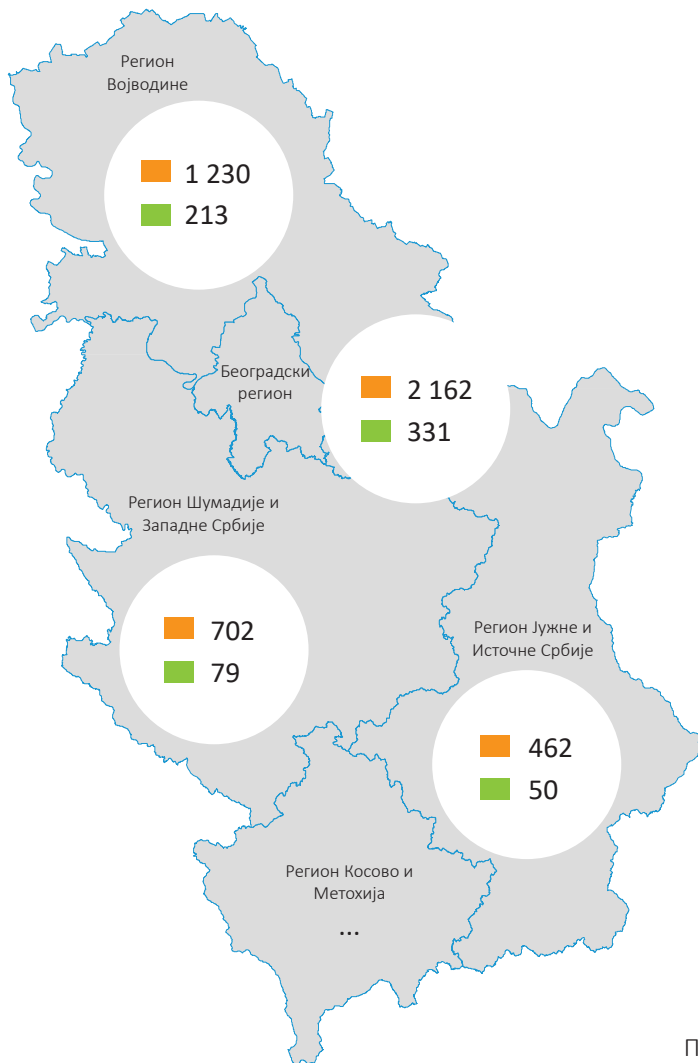 Регион
Војводине
1 230
213
Београдски
регион
2 162
331
Регион Шумадије и
Западне Србије
702
79
Регион Јужне и
Источне Србије
462
50
Регион Косово и
Метохија
...
П